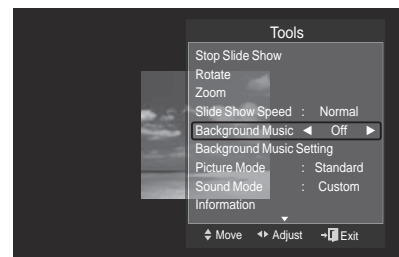 Tools
Stop Slide Show
Rotate
Zoom
Slide Show Speed : Normal
Background Music ◀ Off ▶
Background Music Setting
Picture Mode : Standard
Sound Mode : Custom
Information
Move Adjust Exit